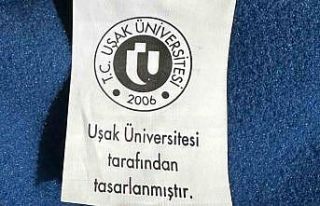 T.C. UŞAK ÜNİVERSİTESİ
2006
Uşak Üniversitesi
tarafından
tasarlanmıştır.